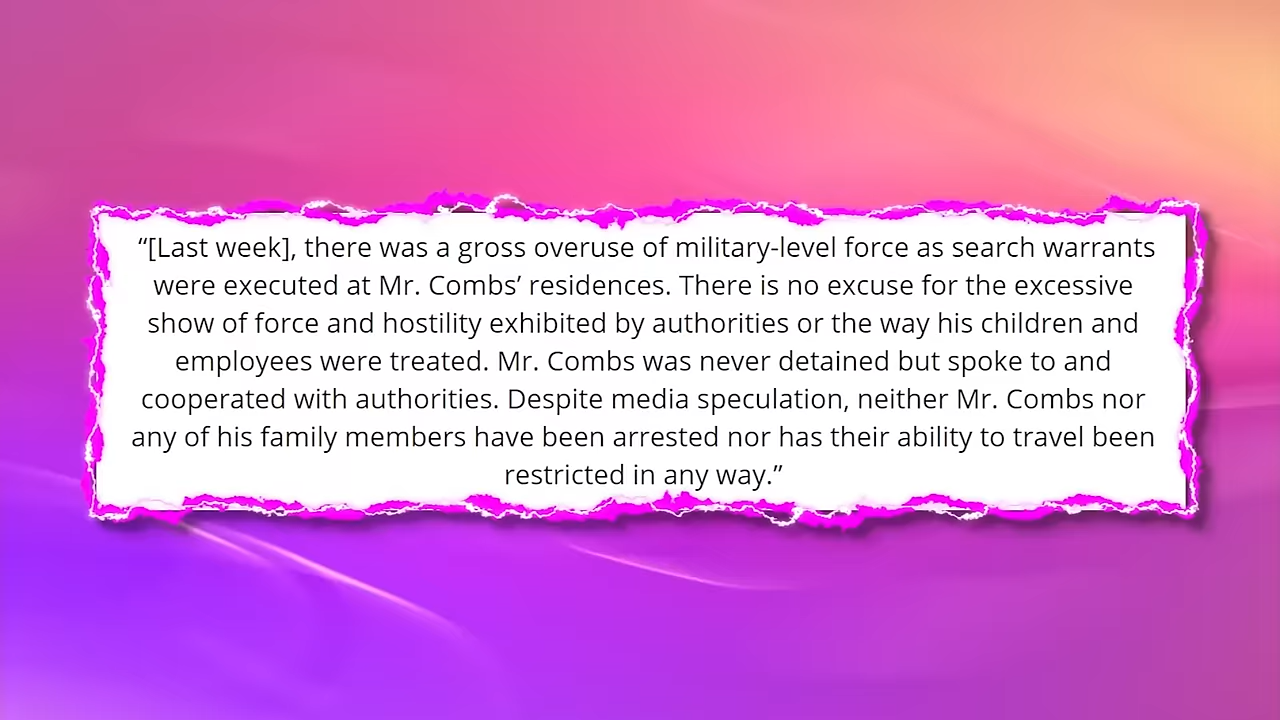 “[Last week], there was a gross overuse of military-level force as search warrants
were executed at Mr. Combs’ residences. There is no excuse for the excessive
show of force and hostility exhibited by authorities or the way his children and
employees were treated. Mr. Combs was never detained but spoke to and
cooperated with authorities. Despite media speculation, neither Mr. Combs nor
any of his family members have been arrested nor has their ability to travel been
restricted in any way.”